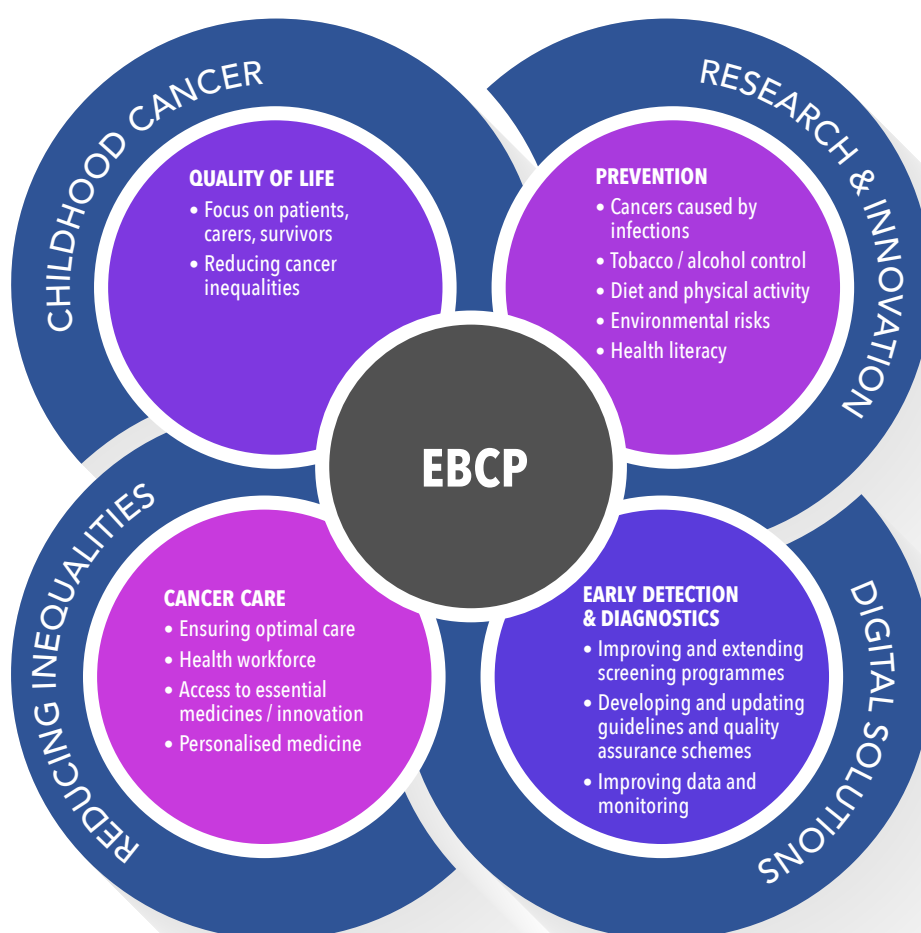 CHILDHOOD CANCER
QUALITY OF LIFE
• Focus on patients,
carers, survivors
• Reducing cancer
inequalities
RESEARCH & INNOVATION
PREVENTION
• Cancers caused by
infections
• Tobacco / alcohol control
• Diet and physical activity
• Environmental risks
• Health literacy
EBCP
REDUCING INEQUALITIES
CANCER CARE
• Ensuring optimal care
• Health workforce
• Access to essential
medicines / innovation
• Personalised medicine
EARLY DETECTION
& DIAGNOSTICS
• Improving and extending
screening programmes
• Developing and updating
guidelines and quality
assurance schemes
• Improving data and
monitoring
DIGITAL SOLUTIONS